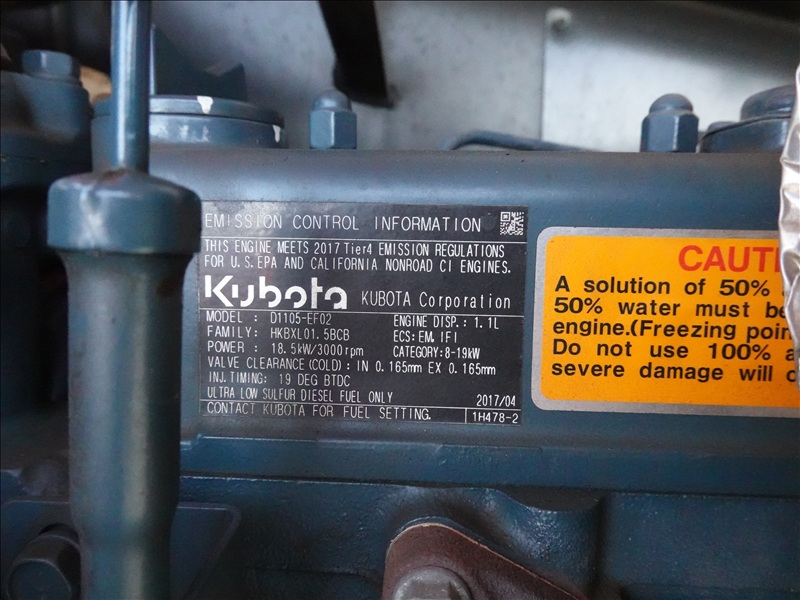 EMISSION CONTROL INFORMATION
THIS ENGINE MEETS 2017 Tier4 EMISSION REGULATIONS
FOR U.S.EPA AND CALIFORNIA NONROAD CI ENGINES.
Kubota KUBOTA Corporation
MODEL : D1105-EF02 ENGINE DISP.: 1.1L
FAMILY: HKBXL01.5BCB ECS: EM, IFI
POWER : 18.5kW/3000rpm CATEGORY:8-19kW
VALVE CLEARANCE (COLD) : IN 0.165mm EX 0.165mm
INJ.TIMING: 19 DEG BTDC
ULTRA LOW SULFUR DIESEL FUEL ONLY 2017/04
CONTACT KUBOTA FOR FUEL SETTING. 1H478-2
CAUTI
A solution of 50%
50% water must be
engine.(Freezing poin
Do not use 100% a
severe damage will o